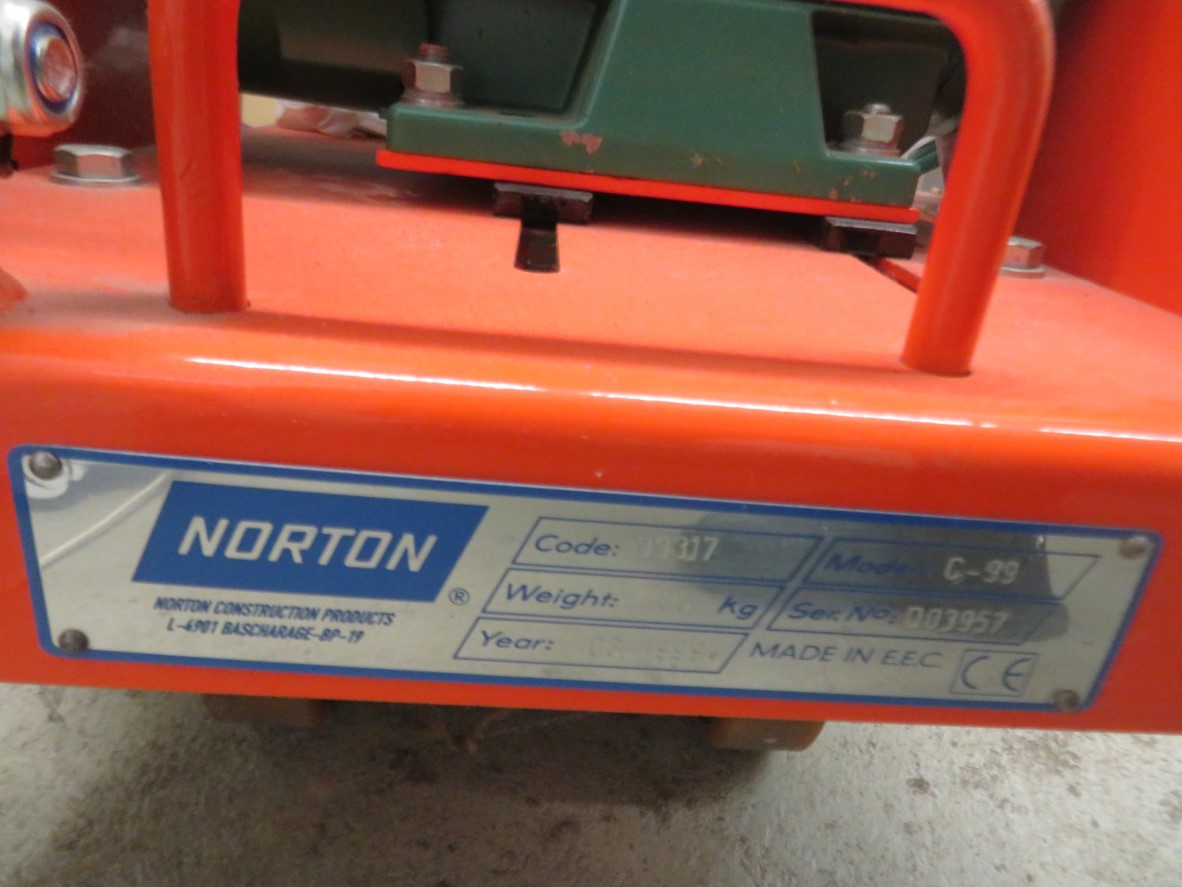 NORTON
®
NORTON CONSTRUCTION PRODUCTS
L-4901 BASCHARAGE-BP-19
Code:
Model: C-99
Weight: kg
Ser. No: 003957
Year:
MADE IN E.E.C.
CE